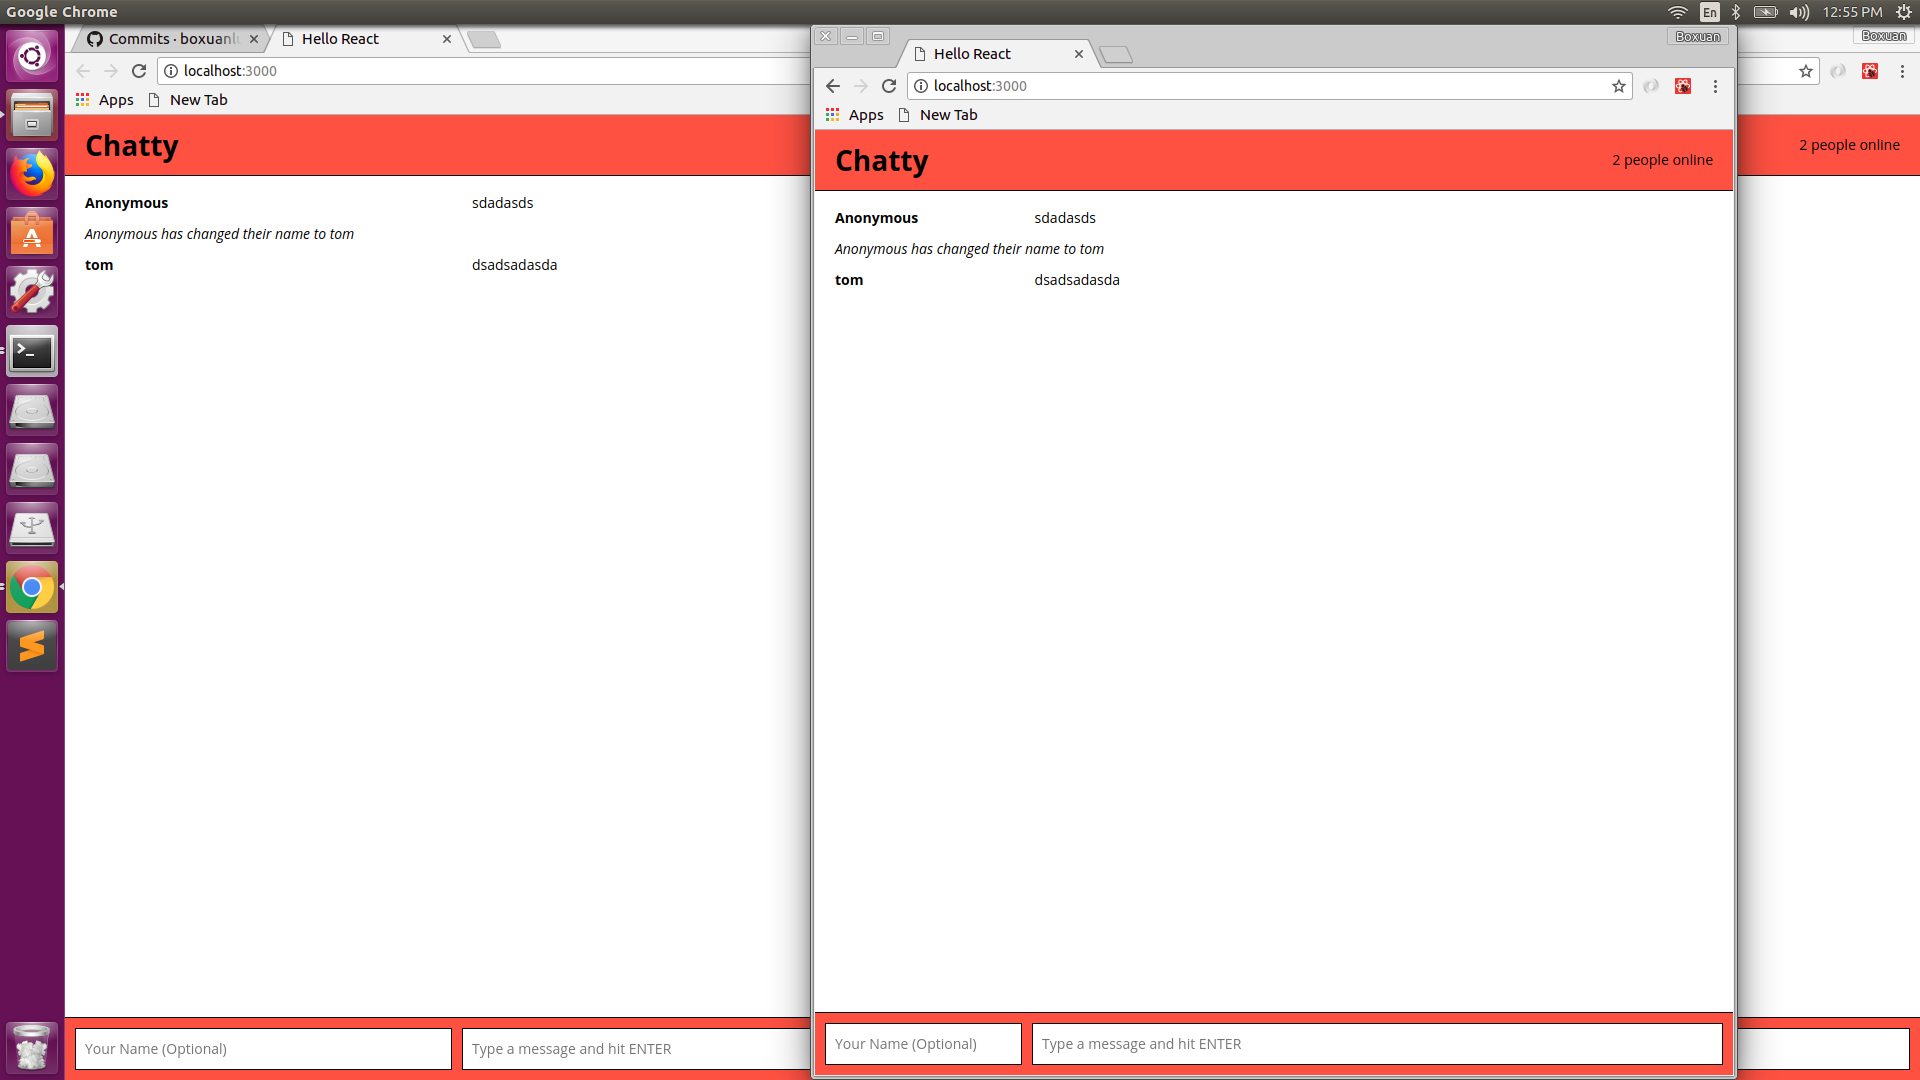 Google Chrome
En
12:55 PM
Commits · boxuanl
Hello React
localhost:3000
Apps
New Tab
Chatty
Anonymous sdadasds
Anonymous has changed their name to tom
tom dsadsadasda
Your Name (Optional)
Type a message and hit ENTER
Boxuan
Hello React
localhost:3000
Apps
New Tab
Chatty
2 people online
Anonymous sdadasds
Anonymous has changed their name to tom
tom dsadsadasda
Your Name (Optional)
Type a message and hit ENTER
Boxuan
2 people online